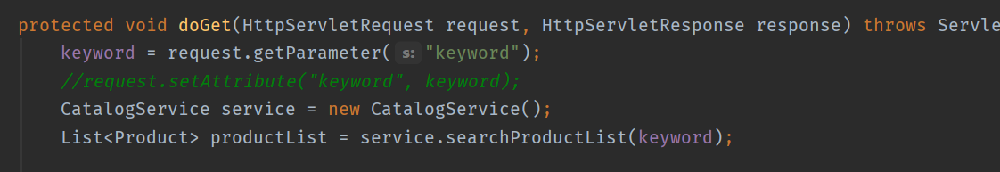 protected void doGet(HttpServletRequest request, HttpServletResponse response) throws Servle
keyword = request.getParameter( s: "keyword");
//request.setAttribute("keyword", keyword);
CatalogService service = new CatalogService();
List<Product> productList = service.searchProductList(keyword);